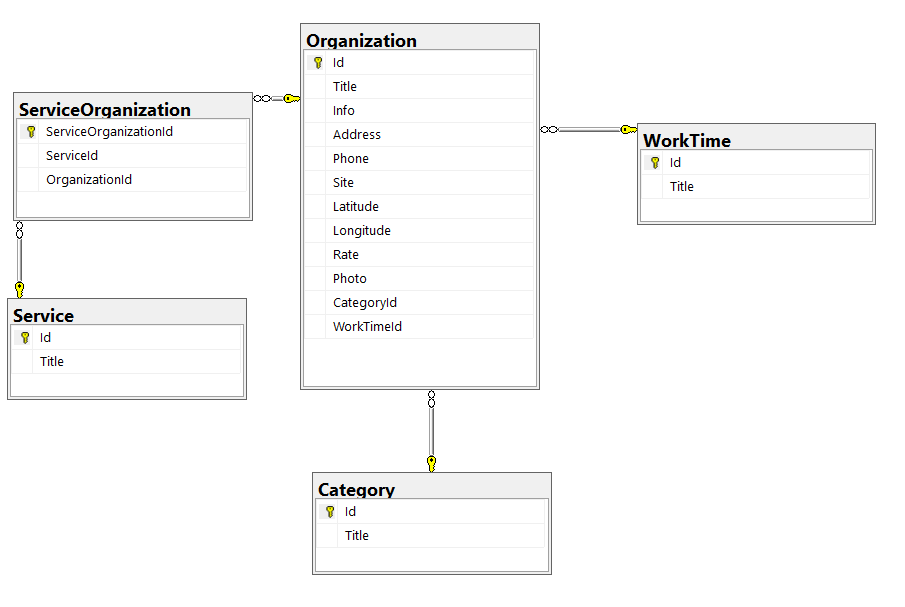 Organization
Id
Title
Info
Address
Phone
Site
Latitude
Longitude
Rate
Photo
CategoryId
WorkTimeId
ServiceOrganization
ServiceOrganizationId
ServiceId
OrganizationId
WorkTime
Id
Title
Service
Id
Title
Category
Id
Title